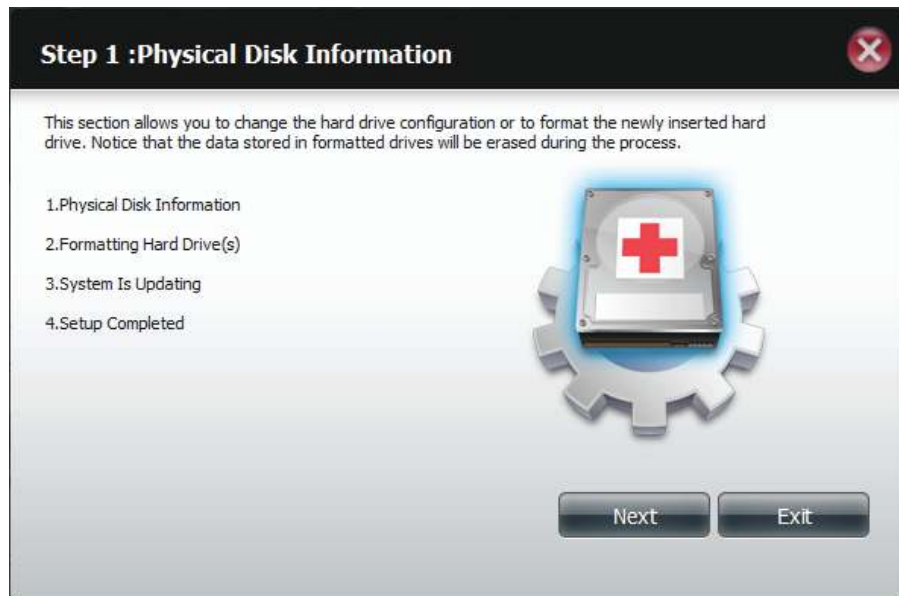 Step 1 :Physical Disk Information
This section allows you to change the hard drive configuration or to format the newly inserted hard
drive. Notice that the data stored in formatted drives will be erased during the process.
1.Physical Disk Information
2.Formatting Hard Drive(s)
3.System Is Updating
4.Setup Completed
Next
Exit